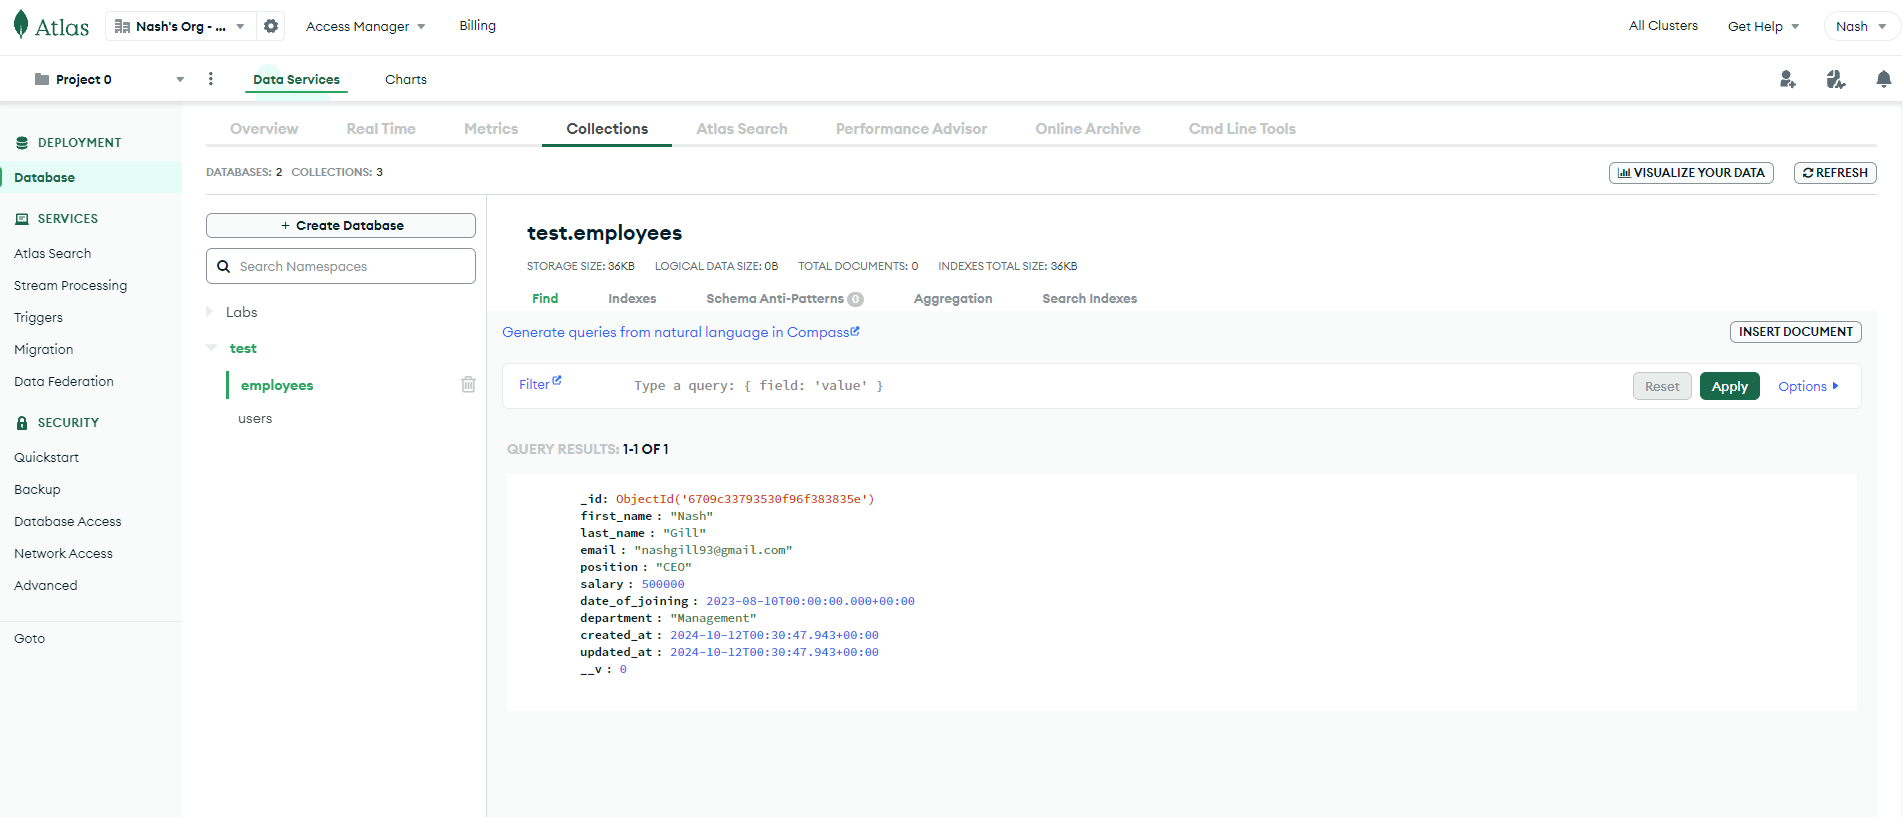 Atlas
Nash's Org - ...
Access Manager
Billing
All Clusters
Get Help
Nash
Project 0
Data Services
Charts
DEPLOYMENT
Database
SERVICES
Atlas Search
Stream Processing
Triggers
Migration
Data Federation
SECURITY
Quickstart
Backup
Database Access
Network Access
Advanced
Goto
Overview
Real Time
Metrics
Collections
Atlas Search
Performance Advisor
Online Archive
Cmd Line Tools
DATABASES: 2 COLLECTIONS: 3
VISUALIZE YOUR DATA
REFRESH
+ Create Database
Search Namespaces
Labs
test
employees
users
test.employees
STORAGE SIZE: 36KB LOGICAL DATA SIZE: 0B TOTAL DOCUMENTS: 0 INDEXES TOTAL SIZE: 36KB
Find
Indexes
Schema Anti-Patterns 0
Aggregation
Search Indexes
Generate queries from natural language in Compass
INSERT DOCUMENT
Filter
Type a query: { field: 'value' }
Reset
Apply
Options
QUERY RESULTS: 1-1 OF 1
_id: ObjectId('6709c33793530f96f383835e')
first_name : "Nash"
last_name : "Gill"
email : "nashgill93@gmail.com"
position : "CEO"
salary : 500000
date_of_joining : 2023-08-10T00:00:00.000+00:00
department : "Management"
created_at : 2024-10-12T00:30:47.943+00:00
updated_at : 2024-10-12T00:30:47.943+00:00
__v : 0